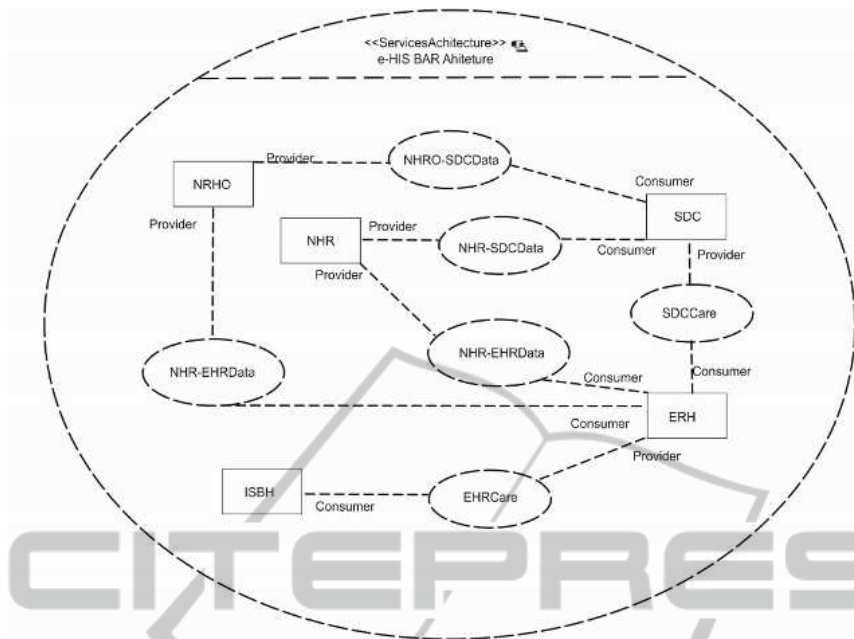 <<ServicesAchitecture>>
e-HIS BAR Ahiteture
Provider
NHRO-SDCData
NRHO
Consumer
SDC
Provider
Provider
NHR
NHR-SDCData
Consumer
Provider
Provider
SDCCare
NHR-EHRData
NHR-EHRData
Consumer
Consumer
ERH
Consumer
Provider
ISBH
EHRCare
Consumer
CITEPRES